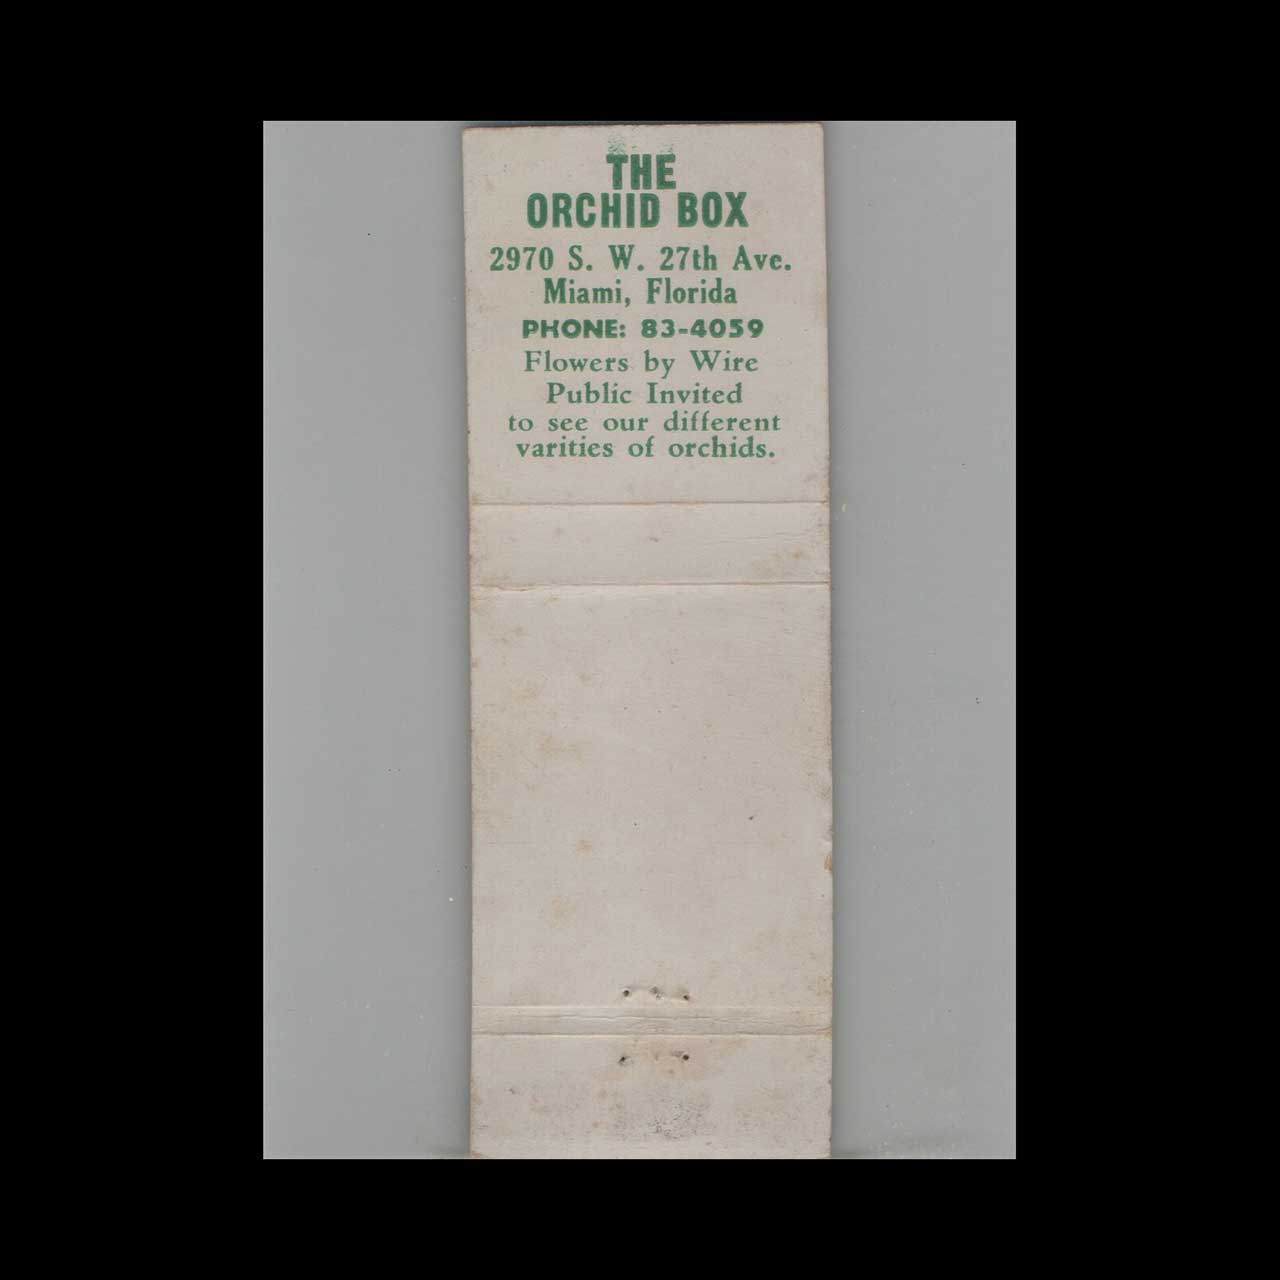 THE
ORCHID BOX
2970 S. W. 27th Ave.
Miami, Florida
PHONE: 83-4059
Flowers by Wire
Public Invited
to see our different
varities of orchids.